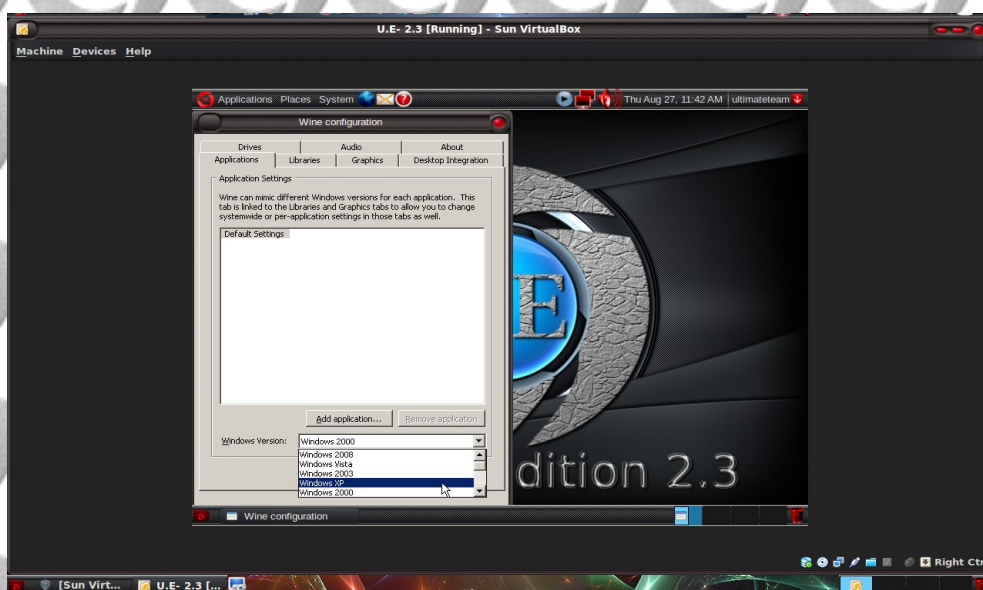 U.E- 2.3 [Running] - Sun VirtualBox
Machine Devices Help
Applications Places System Thu Aug 27, 11:42 AM ultimateteam
Wine configuration
Drives Audio About
Applications Libraries Graphics Desktop Integration
Application Settings
Wine can mimic different Windows versions for each application. This
tab is linked to the Libraries and Graphics tabs to allow you to change
systemwide or per-application settings in those tabs as well.
Default Settings
Add application... Remove application
Windows Version: Windows 2000
Windows 2008
Windows Vista
Windows 2003
Windows XP
Windows 2000
E
dition 2.3
Wine configuration
Right Ctr
[Sun Virt... U.E- 2.3 [...